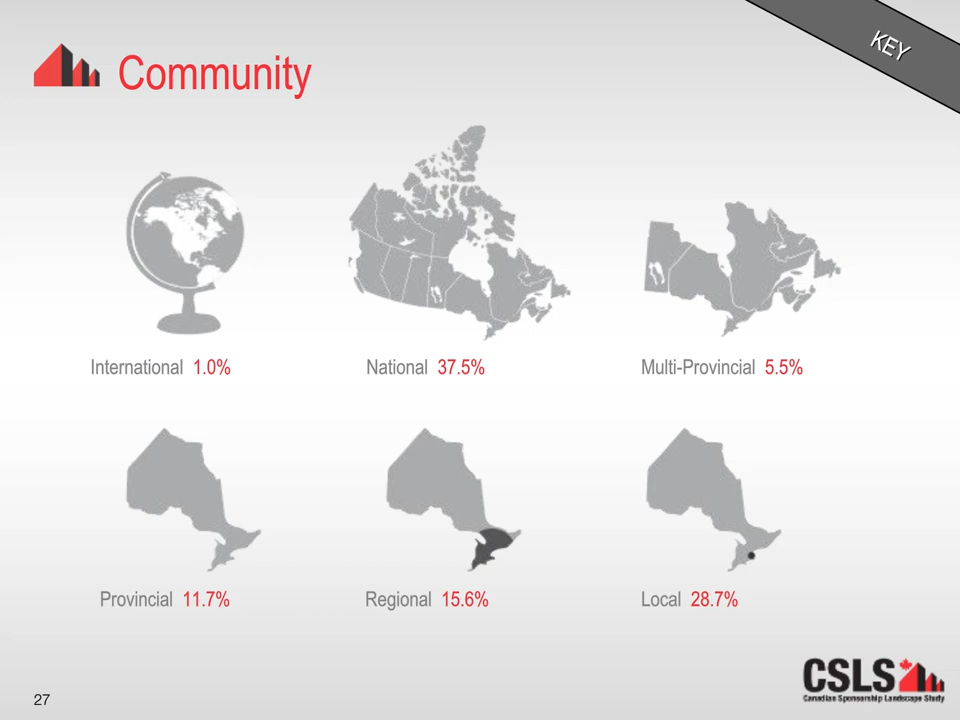 KEY
Community
International 1.0%
National 37.5%
Multi-Provincial 5.5%
Provincial 11.7%
Regional 15.6%
Local 28.7%
CSLS
Canadian Sponsorship Landscape Study
27